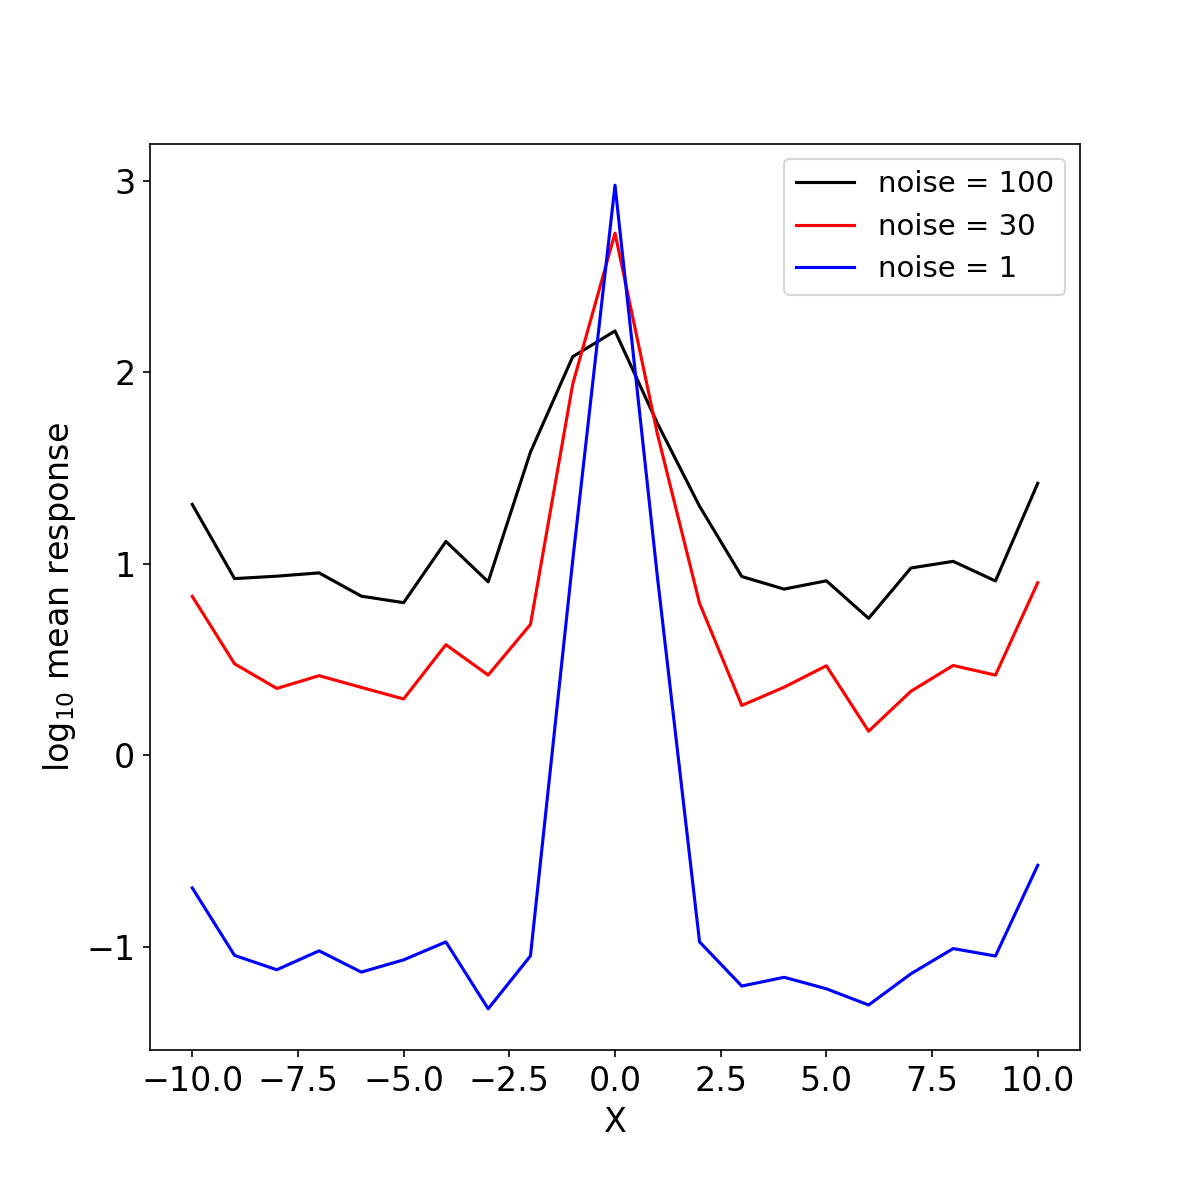 noise = 100
noise = 30
noise = 1
3
2
1
0
−1
log₁₀ mean response
−10.0 −7.5 −5.0 −2.5 0.0 2.5 5.0 7.5 10.0
X